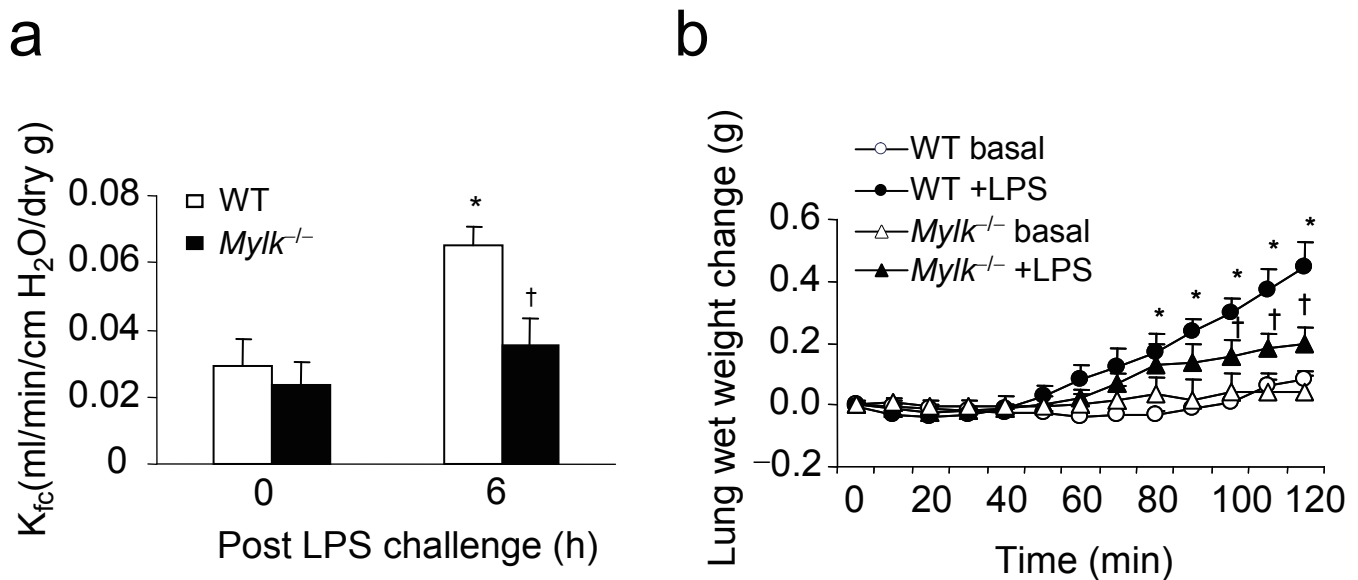 a
K_fc(ml/min/cm H₂O/dry g)
0.08
0.06
0.04
0.02
0
WT
Mylk⁻/⁻
*
†
0 6
Post LPS challenge (h)
b
Lung wet weight change (g)
WT basal
WT +LPS
Mylk⁻/⁻ basal
Mylk⁻/⁻ +LPS
0.6
0.4
0.2
0.0
−0.2
* * * * *
† † †
0 20 40 60 80 100 120
Time (min)